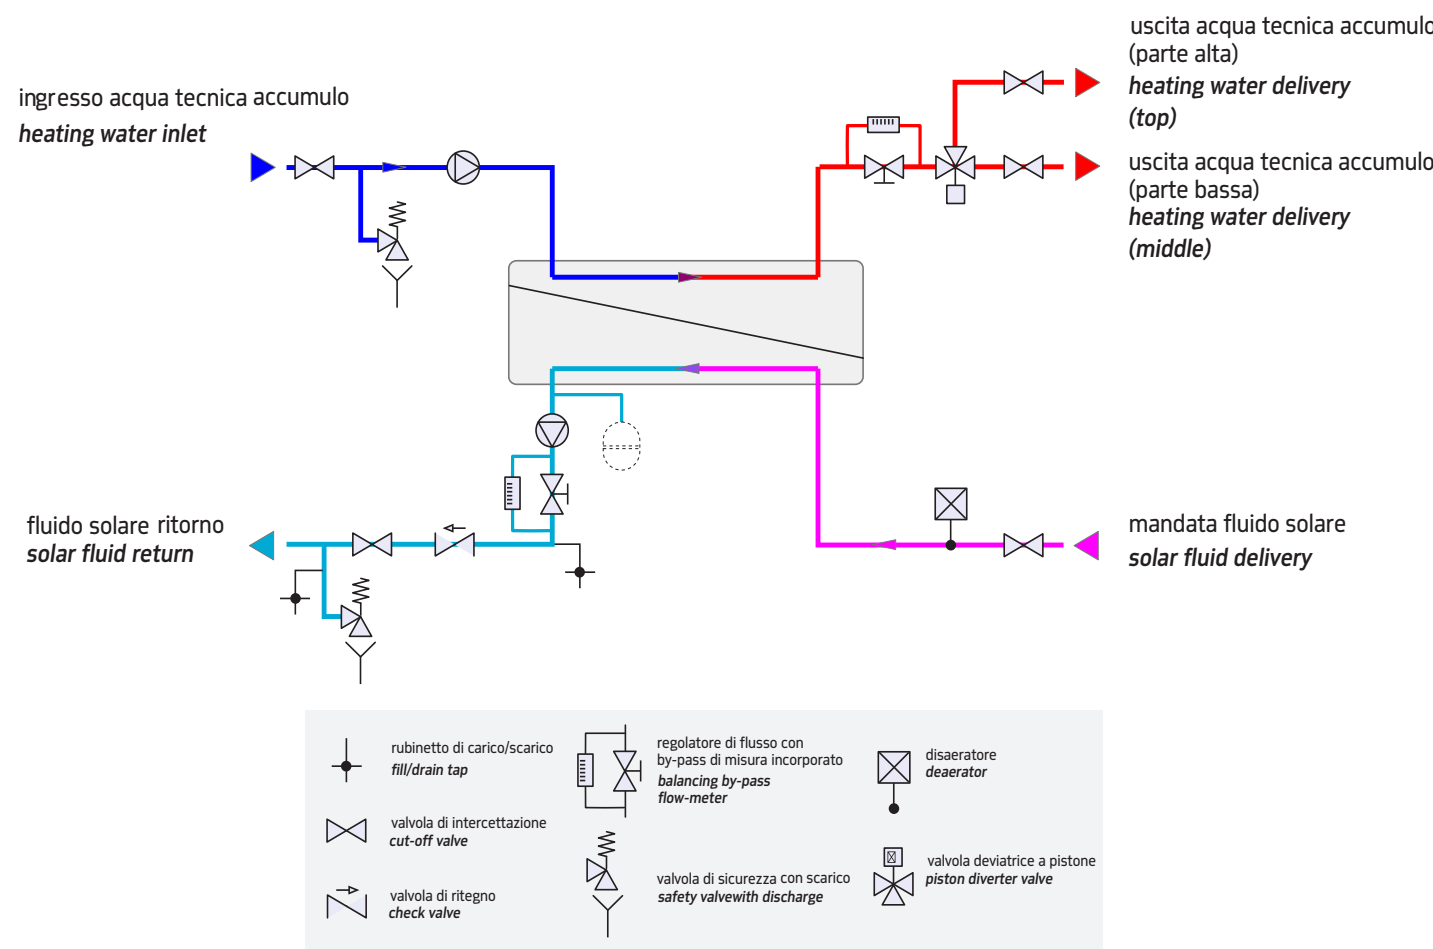 uscita acqua tecnica accumulo
(parte alta)
heating water delivery
(top)
ingresso acqua tecnica accumulo
heating water inlet
uscita acqua tecnica accumulo
(parte bassa)
heating water delivery
(middle)
fluido solare ritorno
solar fluid return
mandata fluido solare
solar fluid delivery
rubinetto di carico/scarico
fill/drain tap
valvola di intercettazione
cut-off valve
valvola di ritegno
check valve
regolatore di flusso con
by-pass di misura incorporato
balancing by-pass
flow-meter
valvola di sicurezza con scarico
safety valvewith discharge
disaeratore
deaerator
valvola deviatrice a pistone
piston diverter valve